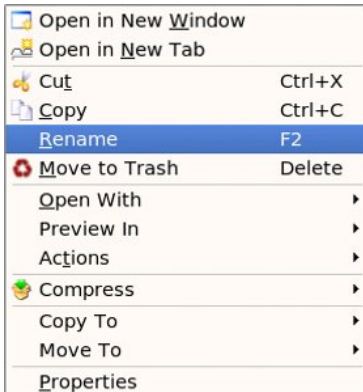 Open in New Window
Open in New Tab
Cut Ctrl+X
Copy Ctrl+C
Rename F2
Move to Trash Delete
Open With
Preview In
Actions
Compress
Copy To
Move To
Properties